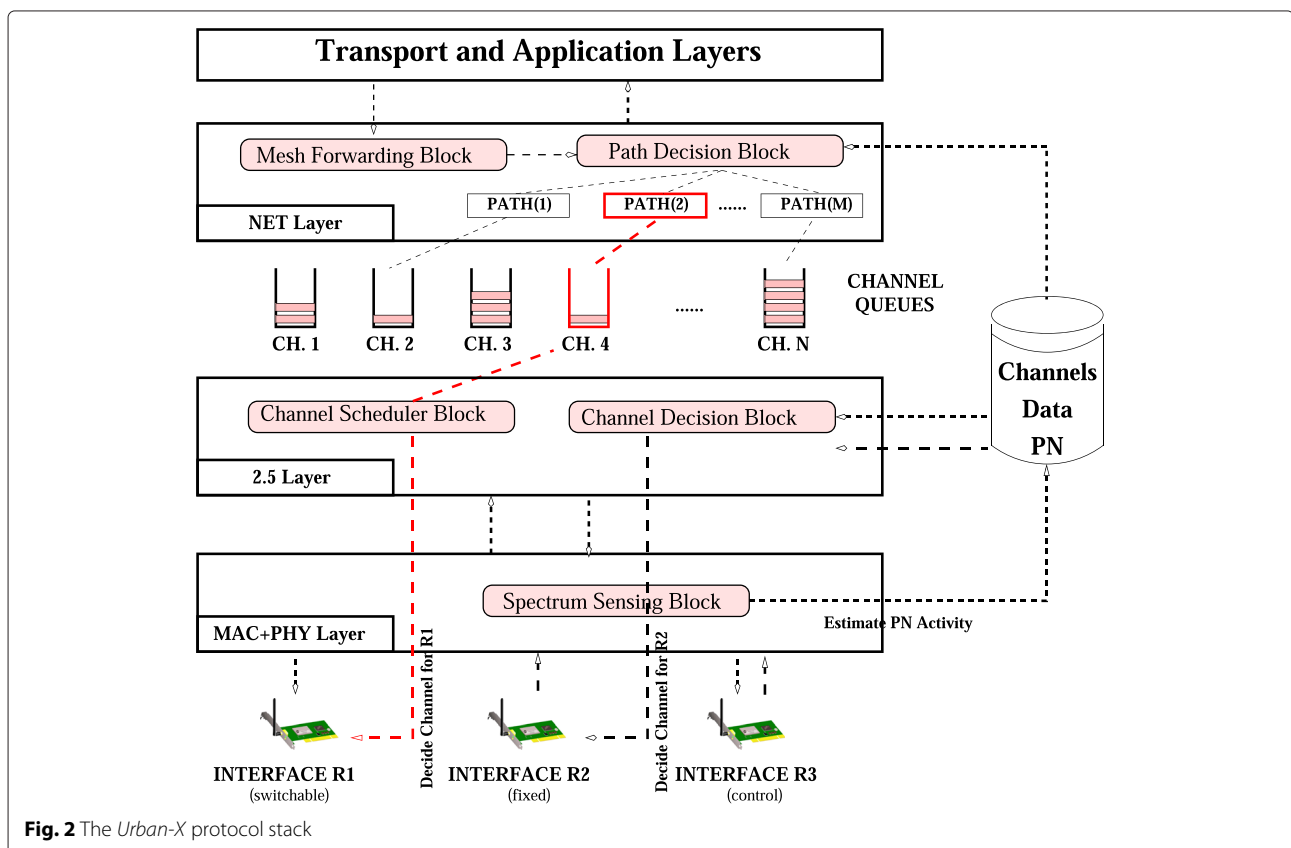 Transport and Application Layers
Mesh Forwarding Block
Path Decision Block
PATH(1)
PATH(2)
......
PATH(M)
NET Layer
CHANNEL
QUEUES
......
CH. 1
CH. 2
CH. 3
CH. 4
CH. N
Channels
Data
PN
Channel Scheduler Block
Channel Decision Block
2.5 Layer
Spectrum Sensing Block
Estimate PN Activity
MAC+PHY Layer
Decide Channel for R1
Decide Channel for R2
INTERFACE R1
(switchable)
INTERFACE R2
(fixed)
INTERFACE R3
(control)
Fig. 2 The Urban-X protocol stack